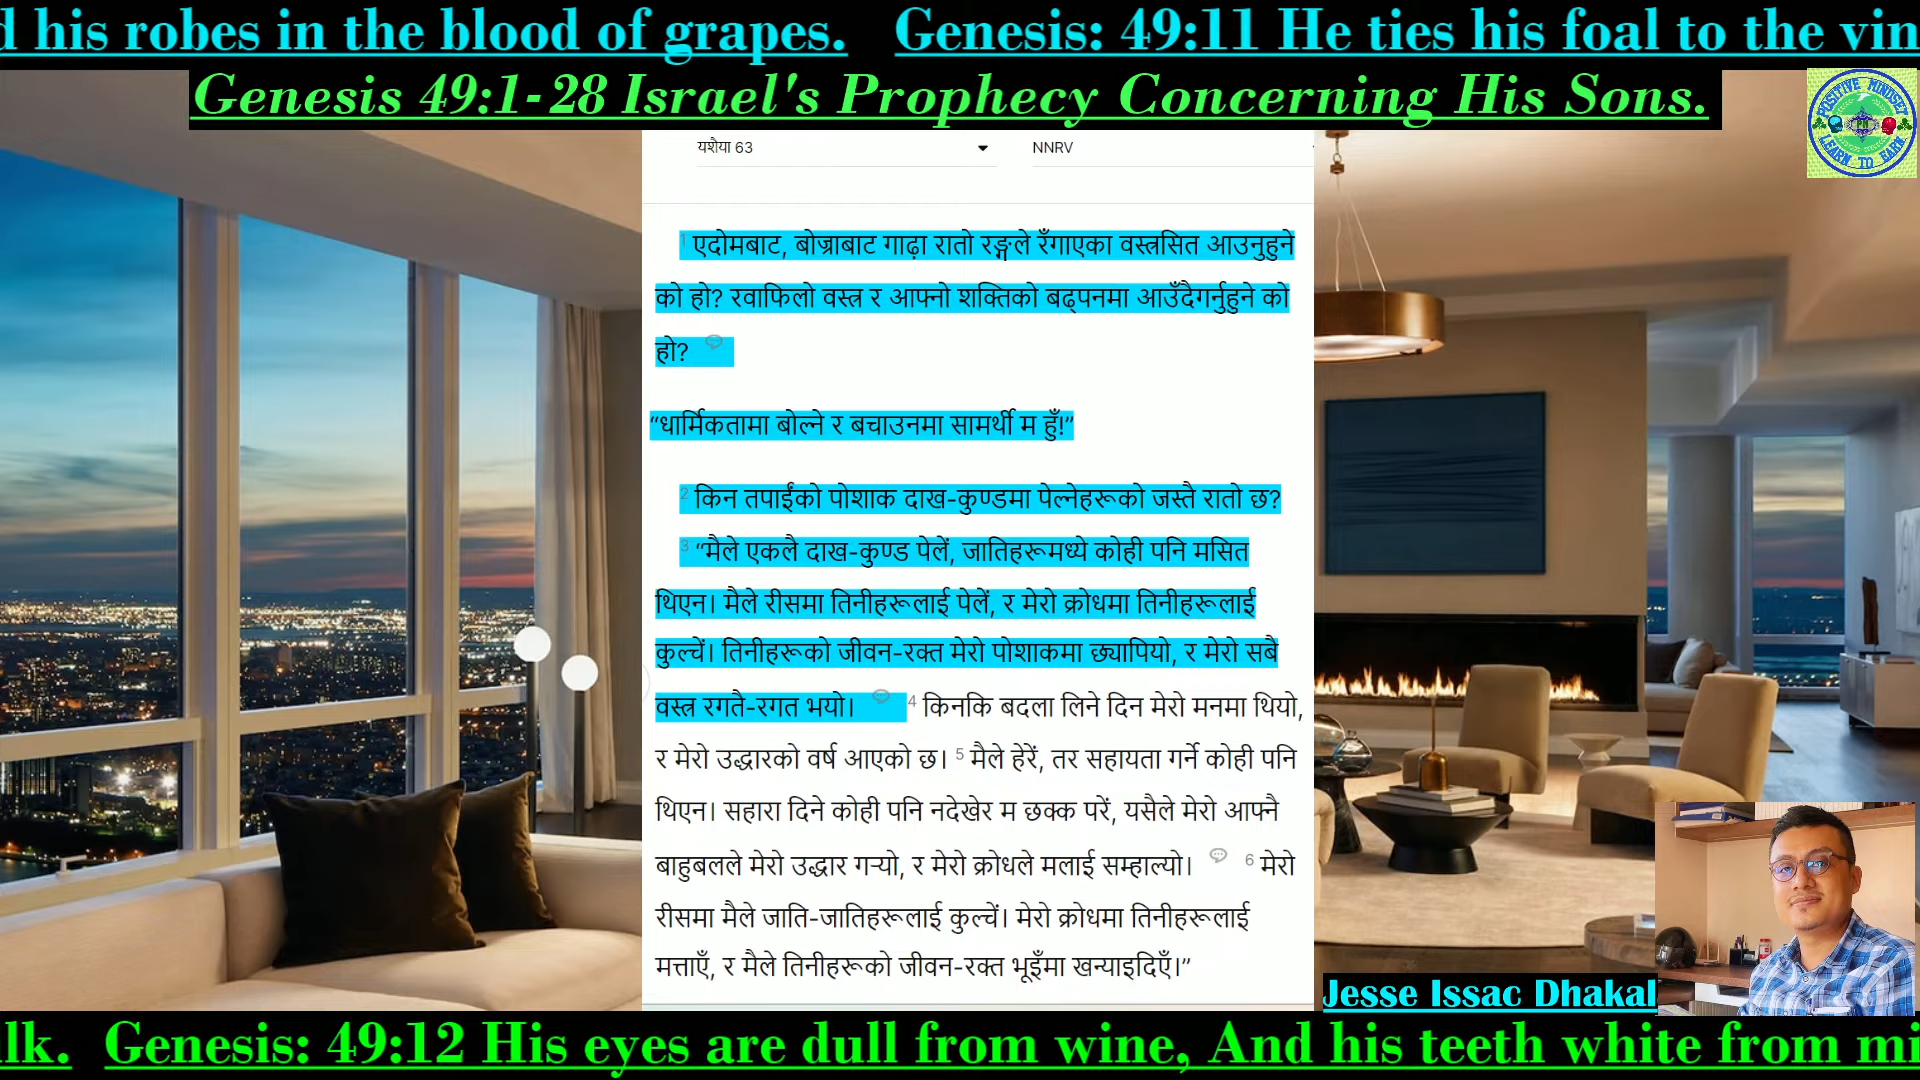 d his robes in the blood of grapes. Genesis: 49:11 He ties his foal to the vin
Genesis 49:1-28 Israel's Prophecy Concerning His Sons.
POSITIVE MINDSET
LEARN TO EARN
यशैया 63
NNRV
1 एदोमबाट, बोज्राबाट गाढ़ा रातो रङ्गले रँगाएका वस्त्रसित आउनुहुने
को हो? रवाफिलो वस्त्र र आफ्नो शक्तिको बढ्पनमा आउँदैगर्नुहुने को
हो?
“धार्मिकतामा बोल्ने र बचाउनमा सामर्थी म हुँ!”
2 किन तपाईंको पोशाक दाख-कुण्डमा पेल्नेहरूको जस्तै रातो छ?
3 “मैले एकलै दाख-कुण्ड पेलें, जातिहरूमध्ये कोही पनि मसित
थिएन। मैले रीसमा तिनीहरूलाई पेलें, र मेरो क्रोधमा तिनीहरूलाई
कुल्चें। तिनीहरूको जीवन-रक्त मेरो पोशाकमा छ्यापियो, र मेरो सबै
वस्त्र रगतै-रगत भयो। 4 किनकि बदला लिने दिन मेरो मनमा थियो,
र मेरो उद्धारको वर्ष आएको छ। 5 मैले हेरें, तर सहायता गर्ने कोही पनि
थिएन। सहारा दिने कोही पनि नदेखेर म छक्क परें, यसैले मेरो आफ्नै
बाहुबलले मेरो उद्धार गर्‍यो, र मेरो क्रोधले मलाई सम्हाल्यो। 6 मेरो
रीसमा मैले जाति-जातिहरूलाई कुल्चें। मेरो क्रोधमा तिनीहरूलाई
मत्ताएँ, र मैले तिनीहरूको जीवन-रक्त भूइँमा खन्याइदिएँ।”
Jesse Issac Dhakal
lk. Genesis: 49:12 His eyes are dull from wine, And his teeth white from mi